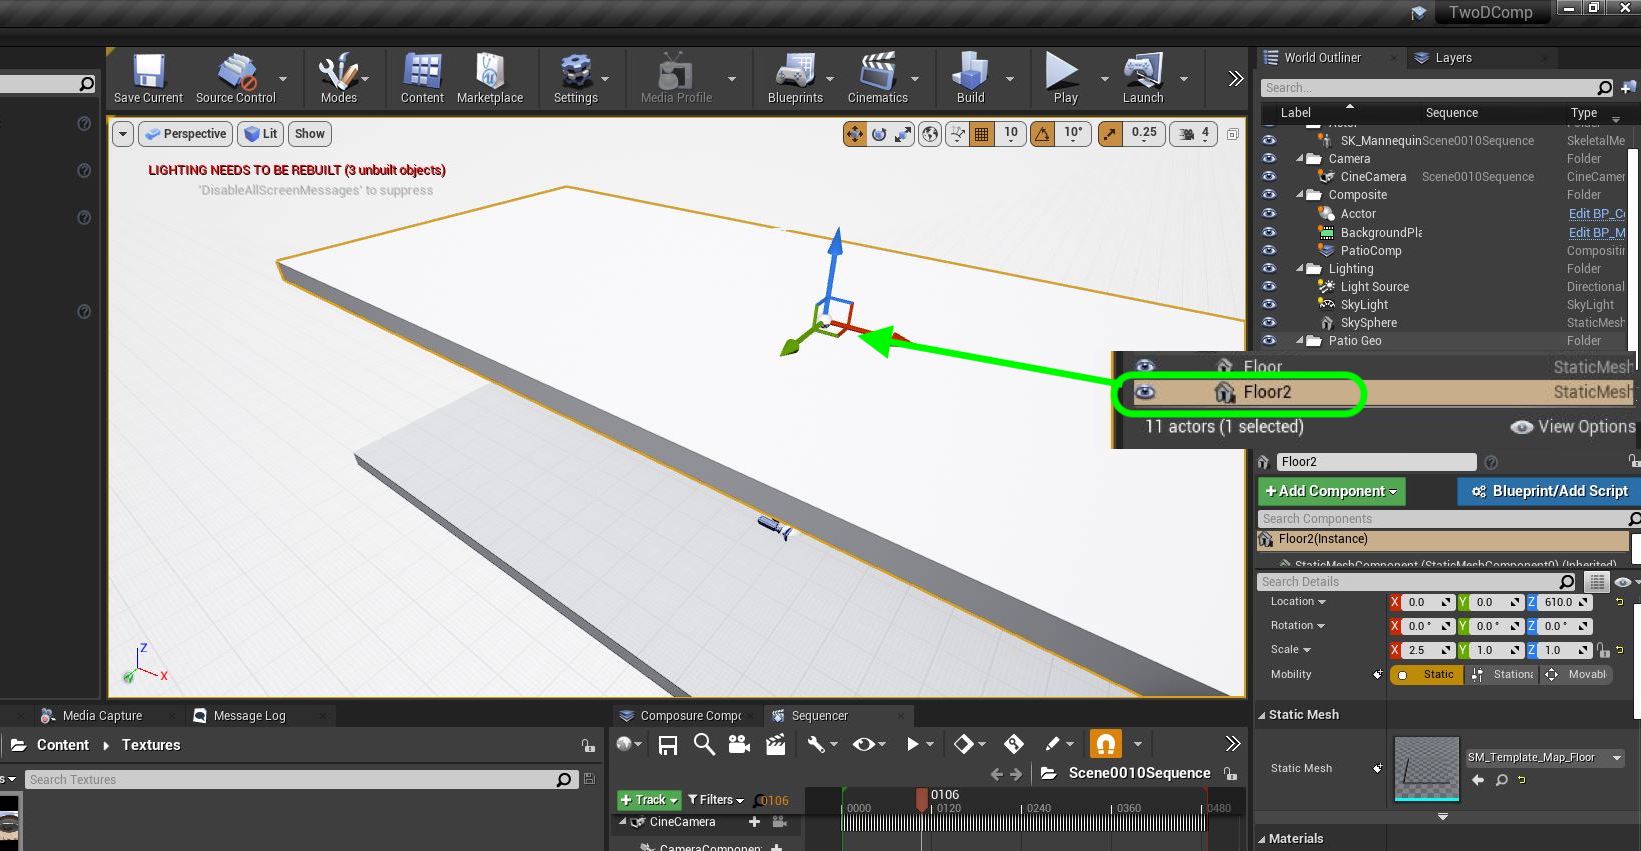 TwoDComp
Save Current
Source Control
Modes
Content
Marketplace
Settings
Media Profile
Blueprints
Cinematics
Build
Play
Launch
World Outliner
Layers
Search...
Label
Sequence
Type
SK_Mannequin
Scene0010Sequence
SkeletalMe
Camera
Folder
CineCamera
Scene0010Sequence
CineCamer
Composite
Folder
Acctor
Edit BP_C
BackgroundPla
Edit BP_M
PatioComp
Compositin
Lighting
Folder
Light Source
Directional
SkyLight
SkyLight
SkySphere
StaticMesh
Patio Geo
Folder
Floor
StaticMesh
Floor2
StaticMesh
11 actors (1 selected)
View Options
Perspective
Lit
Show
10
10°
0.25
4
LIGHTING NEEDS TO BE REBUILT (3 unbuilt objects)
'DisableAllScreenMessages' to suppress
Z
X
Floor2
+Add Component
Blueprint/Add Script
Search Components
Floor2(Instance)
StaticMeshComponent (StaticMeshComponent0) (Inherited)
Search Details
Location
X 0.0
Y 0.0
Z 610.0
Rotation
X 0.0 °
Y 0.0 °
Z 0.0 °
Scale
X 2.5
Y 1.0
Z 1.0
Mobility
Static
Stationa
Movabl
Static Mesh
Static Mesh
SM_Template_Map_Floor
Materials
Media Capture
Message Log
Content
Textures
Search Textures
Composure Compo
Sequencer
Scene0010Sequence
+ Track
Filters
0106
0106
0000
0120
0240
0360
0480
CineCamera
CameraComponen